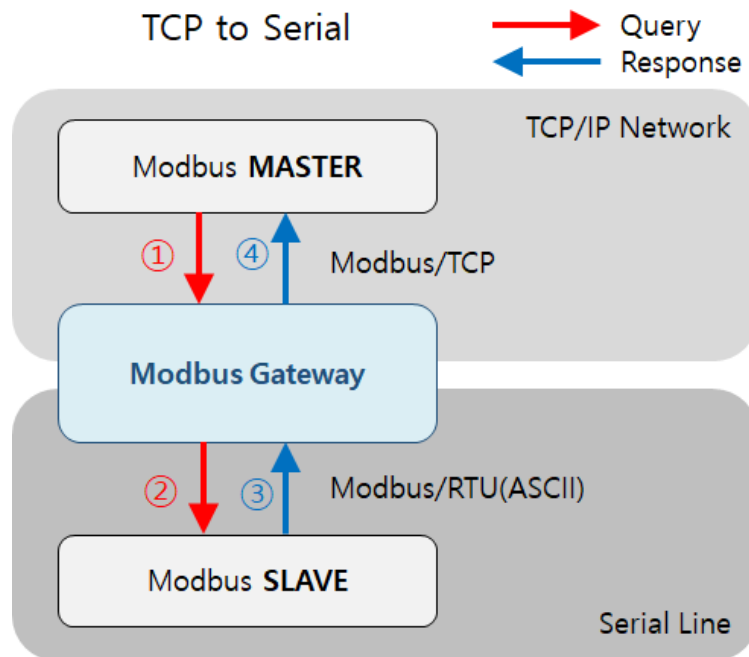 TCP to Serial
Query
Response
TCP/IP Network
Modbus MASTER
① ④
Modbus/TCP
Modbus Gateway
② ③
Modbus/RTU(ASCII)
Modbus SLAVE
Serial Line